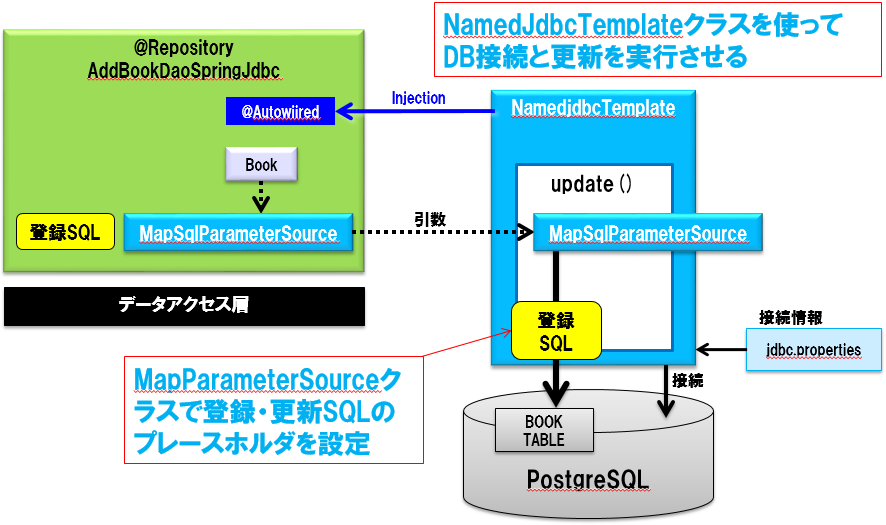 NamedJdbcTemplateクラスを使って
DB接続と更新を実行させる
@Repository
AddBookDaoSpringJdbc
@Autowiired
Injection
NamedjdbcTemplate
Book
update()
登録SQL
MapSqlParameterSource
引数
MapSqlParameterSource
データアクセス層
登録
SQL
接続情報
jdbc.properties
接続
MapParameterSourceク
ラスで登録・更新SQLの
プレースホルダを設定
BOOK
TABLE
PostgreSQL